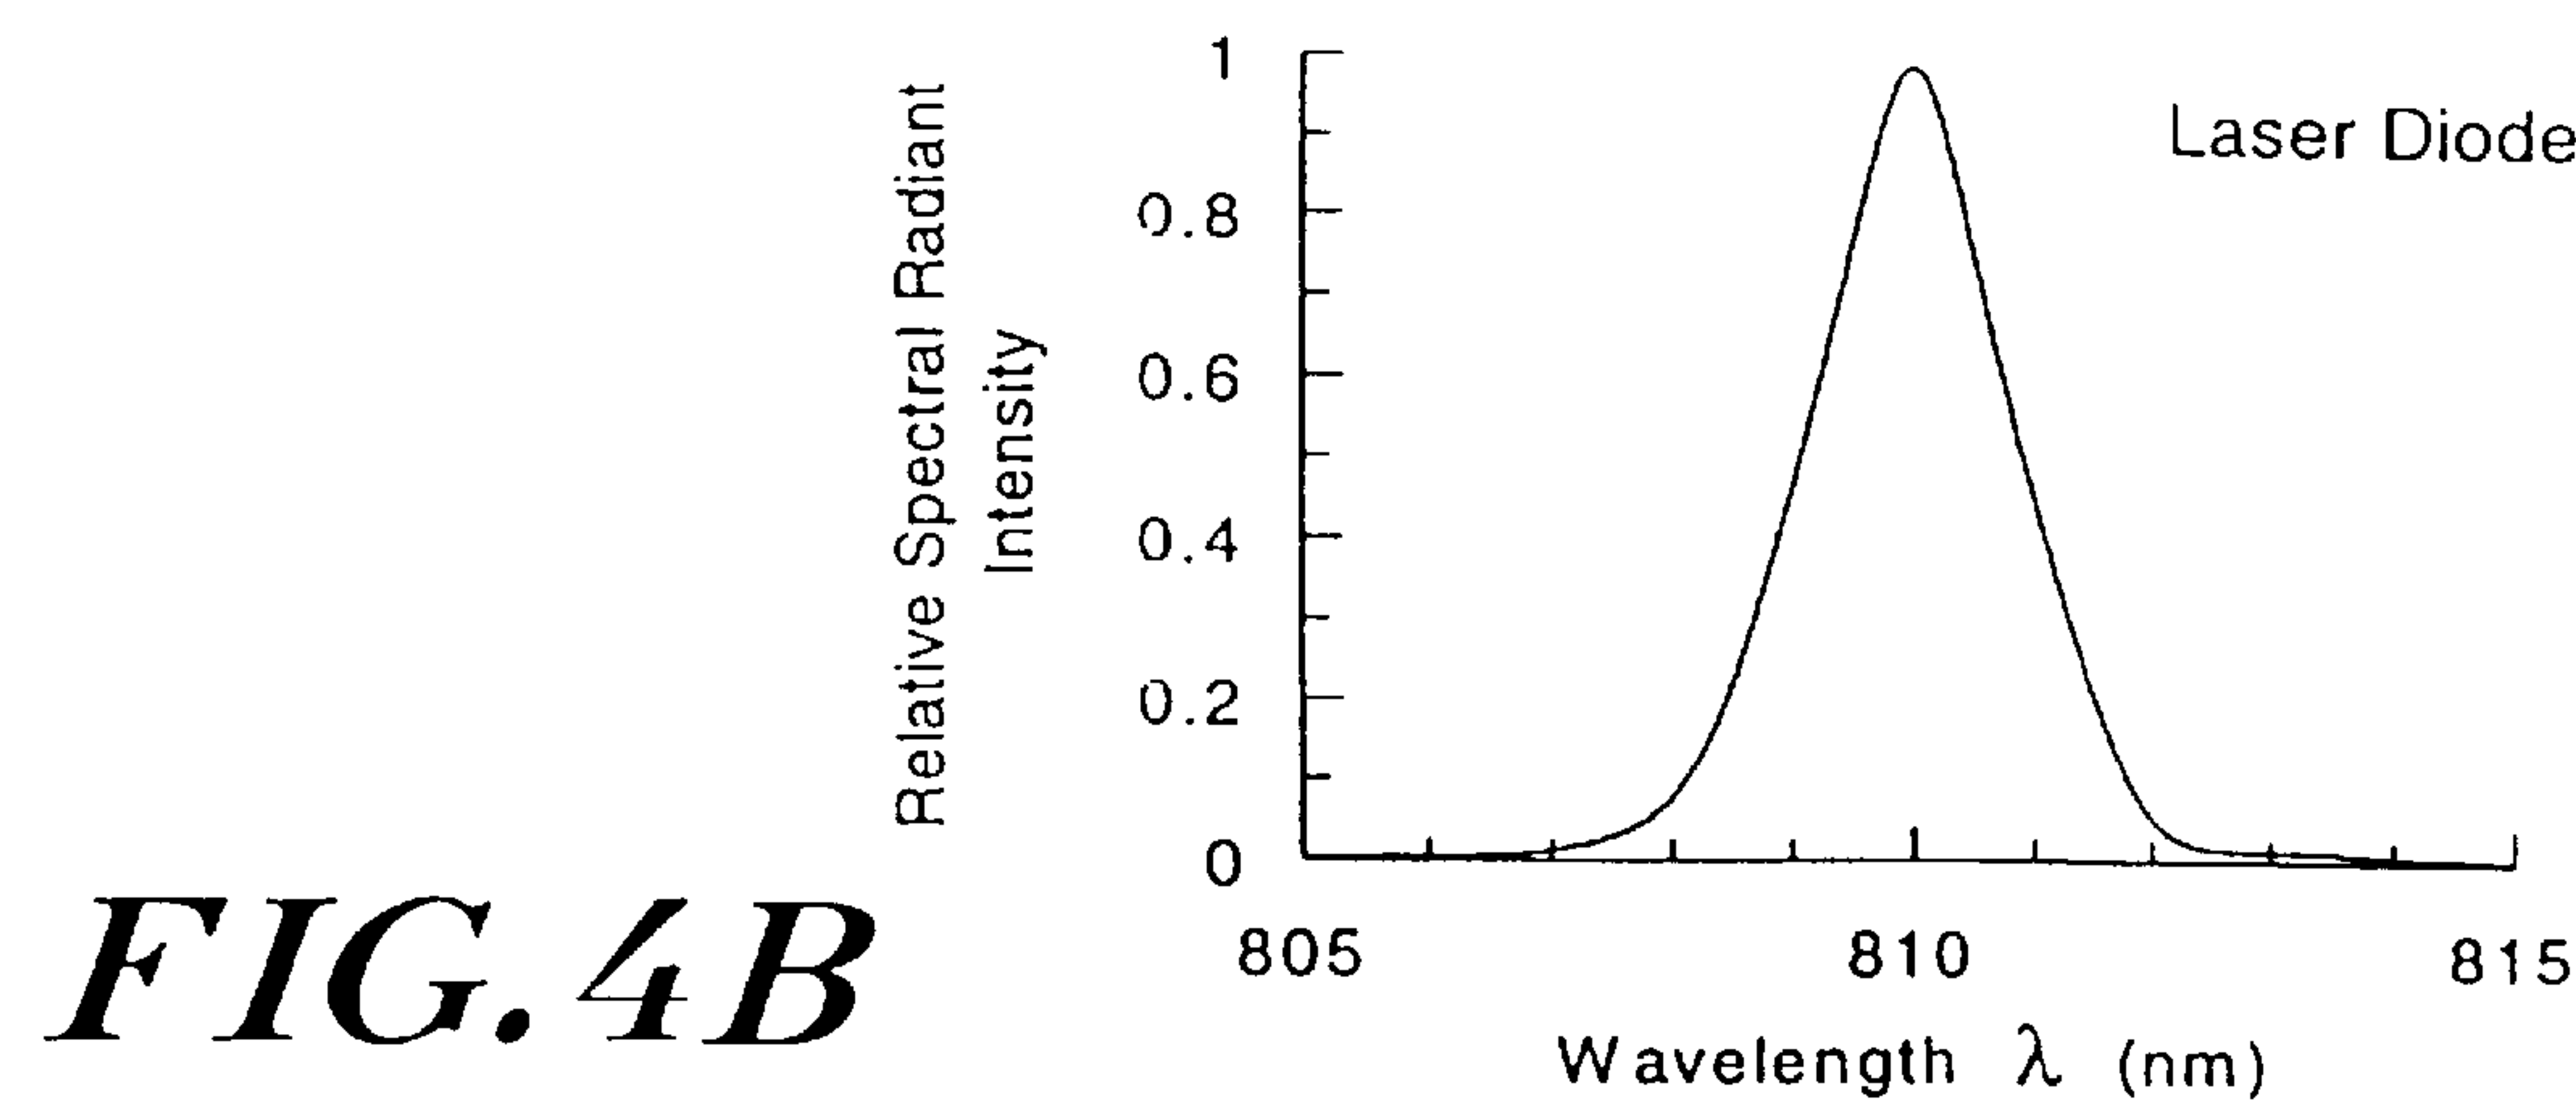 Relative Spectral Radiant
Intensity
1
0.8
0.6
0.4
0.2
0
Laser Diode
805 810 815
Wavelength λ (nm)
FIG.4B